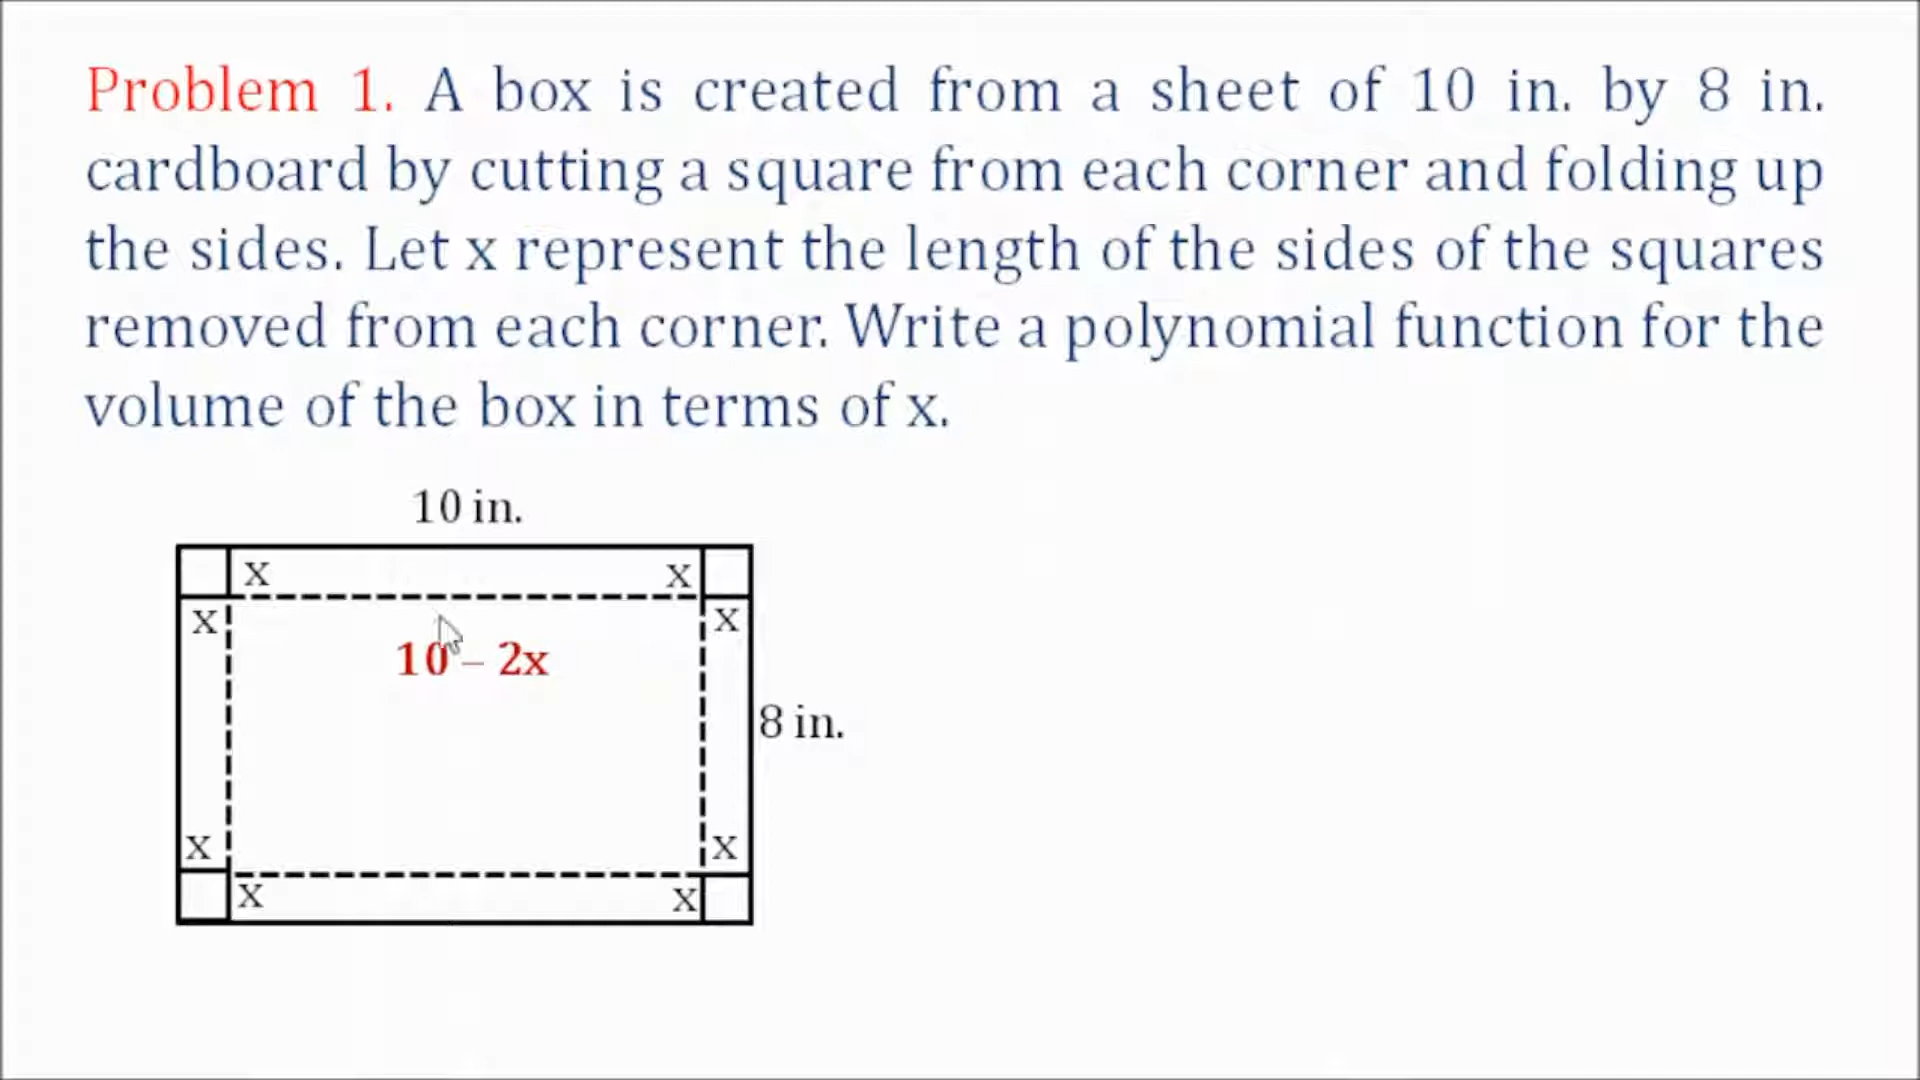 Problem 1. A box is created from a sheet of 10 in. by 8 in.
cardboard by cutting a square from each corner and folding up
the sides. Let x represent the length of the sides of the squares
removed from each corner. Write a polynomial function for the
volume of the box in terms of x.
10 in.
x x
x x
10 – 2x
8 in.
x x
x x